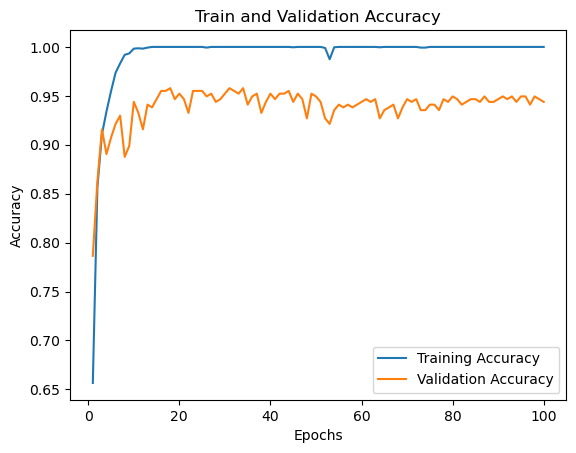 Train and Validation Accuracy
Accuracy
1.00
0.95
0.90
0.85
0.80
0.75
0.70
0.65
Training Accuracy
Validation Accuracy
0 20 40 60 80 100
Epochs